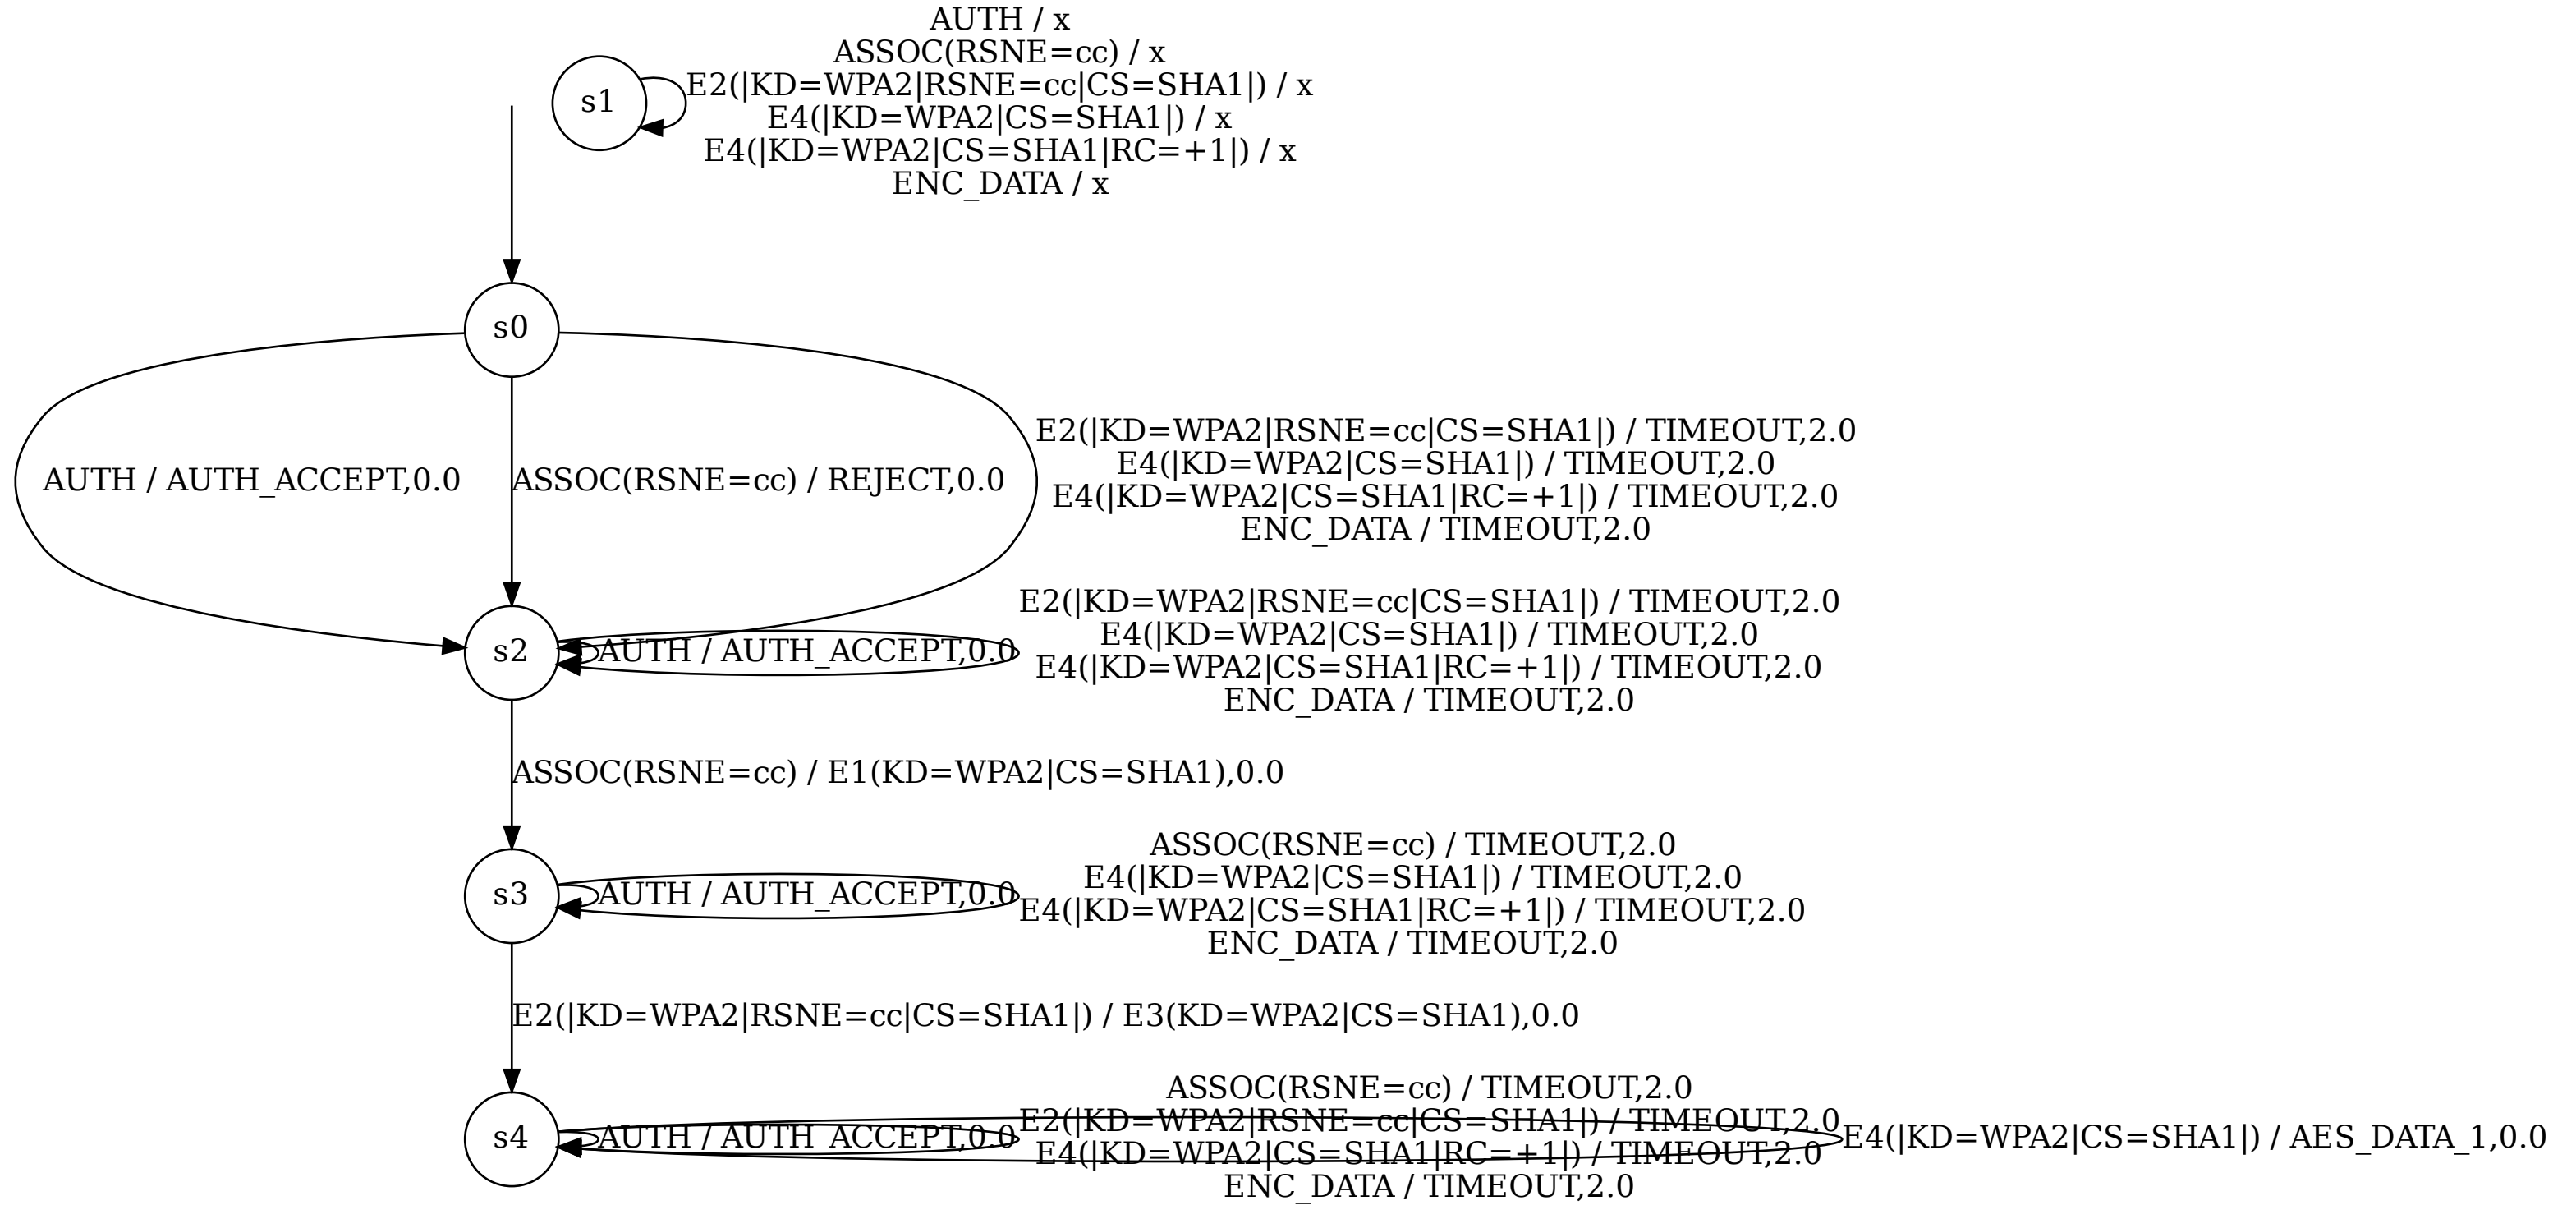 AUTH / x
ASSOC(RSNE=cc) / x
E2(|KD=WPA2|RSNE=cc|CS=SHA1|) / x
E4(|KD=WPA2|CS=SHA1|) / x
E4(|KD=WPA2|CS=SHA1|RC=+1|) / x
ENC_DATA / x
s1
s0
AUTH / AUTH_ACCEPT,0.0
ASSOC(RSNE=cc) / REJECT,0.0
E2(|KD=WPA2|RSNE=cc|CS=SHA1|) / TIMEOUT,2.0
E4(|KD=WPA2|CS=SHA1|) / TIMEOUT,2.0
E4(|KD=WPA2|CS=SHA1|RC=+1|) / TIMEOUT,2.0
ENC_DATA / TIMEOUT,2.0
s2
AUTH / AUTH_ACCEPT,0.0
E2(|KD=WPA2|RSNE=cc|CS=SHA1|) / TIMEOUT,2.0
E4(|KD=WPA2|CS=SHA1|) / TIMEOUT,2.0
E4(|KD=WPA2|CS=SHA1|RC=+1|) / TIMEOUT,2.0
ENC_DATA / TIMEOUT,2.0
ASSOC(RSNE=cc) / E1(KD=WPA2|CS=SHA1),0.0
s3
AUTH / AUTH_ACCEPT,0.0
ASSOC(RSNE=cc) / TIMEOUT,2.0
E4(|KD=WPA2|CS=SHA1|) / TIMEOUT,2.0
E4(|KD=WPA2|CS=SHA1|RC=+1|) / TIMEOUT,2.0
ENC_DATA / TIMEOUT,2.0
E2(|KD=WPA2|RSNE=cc|CS=SHA1|) / E3(KD=WPA2|CS=SHA1),0.0
s4
AUTH / AUTH_ACCEPT,0.0
ASSOC(RSNE=cc) / TIMEOUT,2.0
E2(|KD=WPA2|RSNE=cc|CS=SHA1|) / TIMEOUT,2.0
E4(|KD=WPA2|CS=SHA1|RC=+1|) / TIMEOUT,2.0
ENC_DATA / TIMEOUT,2.0
E4(|KD=WPA2|CS=SHA1|) / AES_DATA_1,0.0